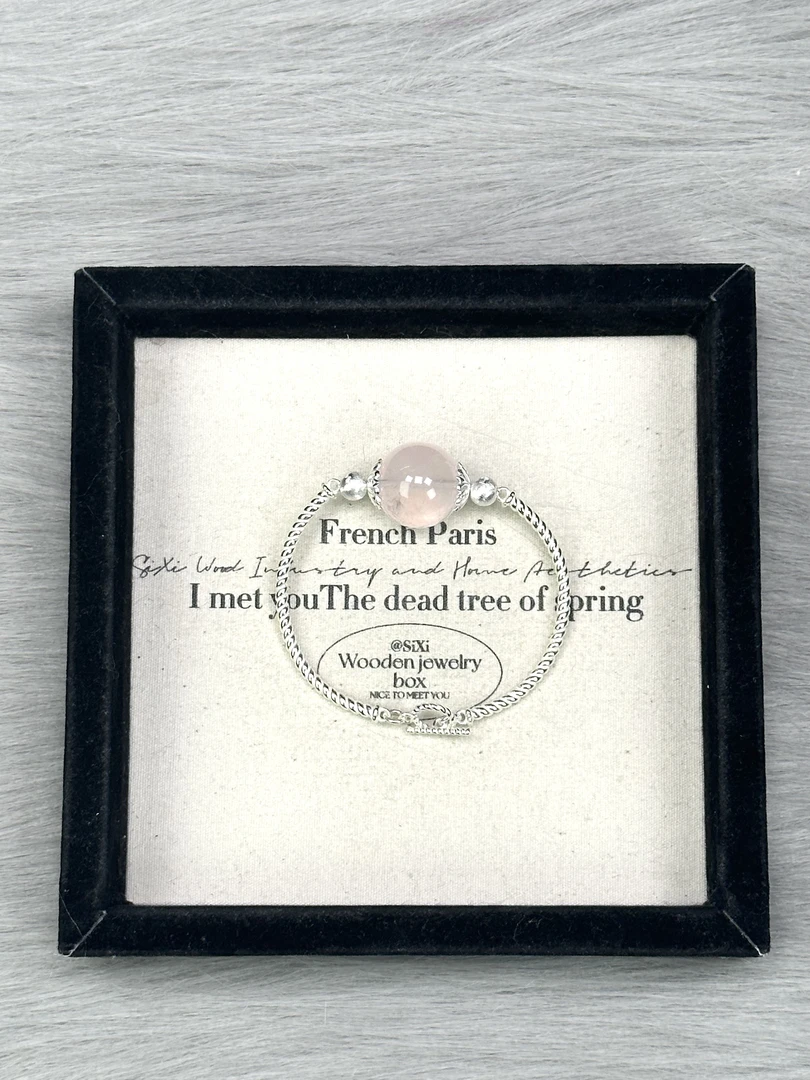 French Paris
SiXi Wood Industry and Home Aesthetics
I met youThe dead tree of spring
@SiXi
Wooden jewelry
box
NICE TO MEET YOU